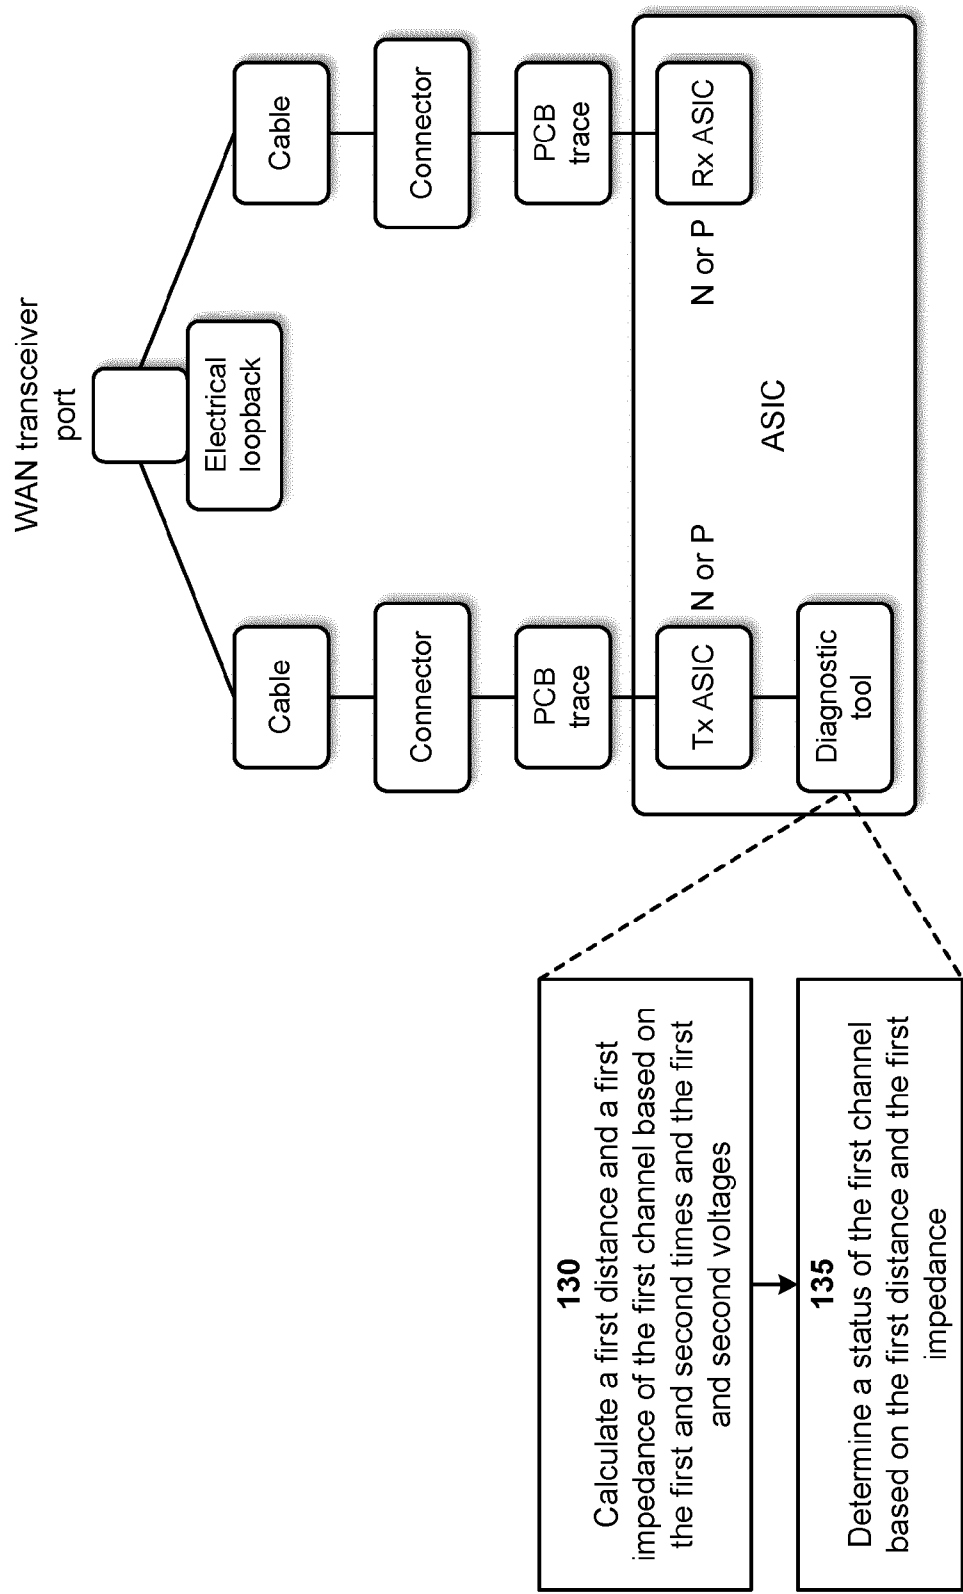 WAN transceiver
port
Electrical
loopback
Cable
Cable
Connector
Connector
PCB
trace
PCB
trace
Tx ASIC
N or P
N or P
Rx ASIC
ASIC
Diagnostic
tool
130
Calculate a first distance and a first
impedance of the first channel based on
the first and second times and the first
and second voltages
135
Determine a status of the first channel
based on the first distance and the first
impedance